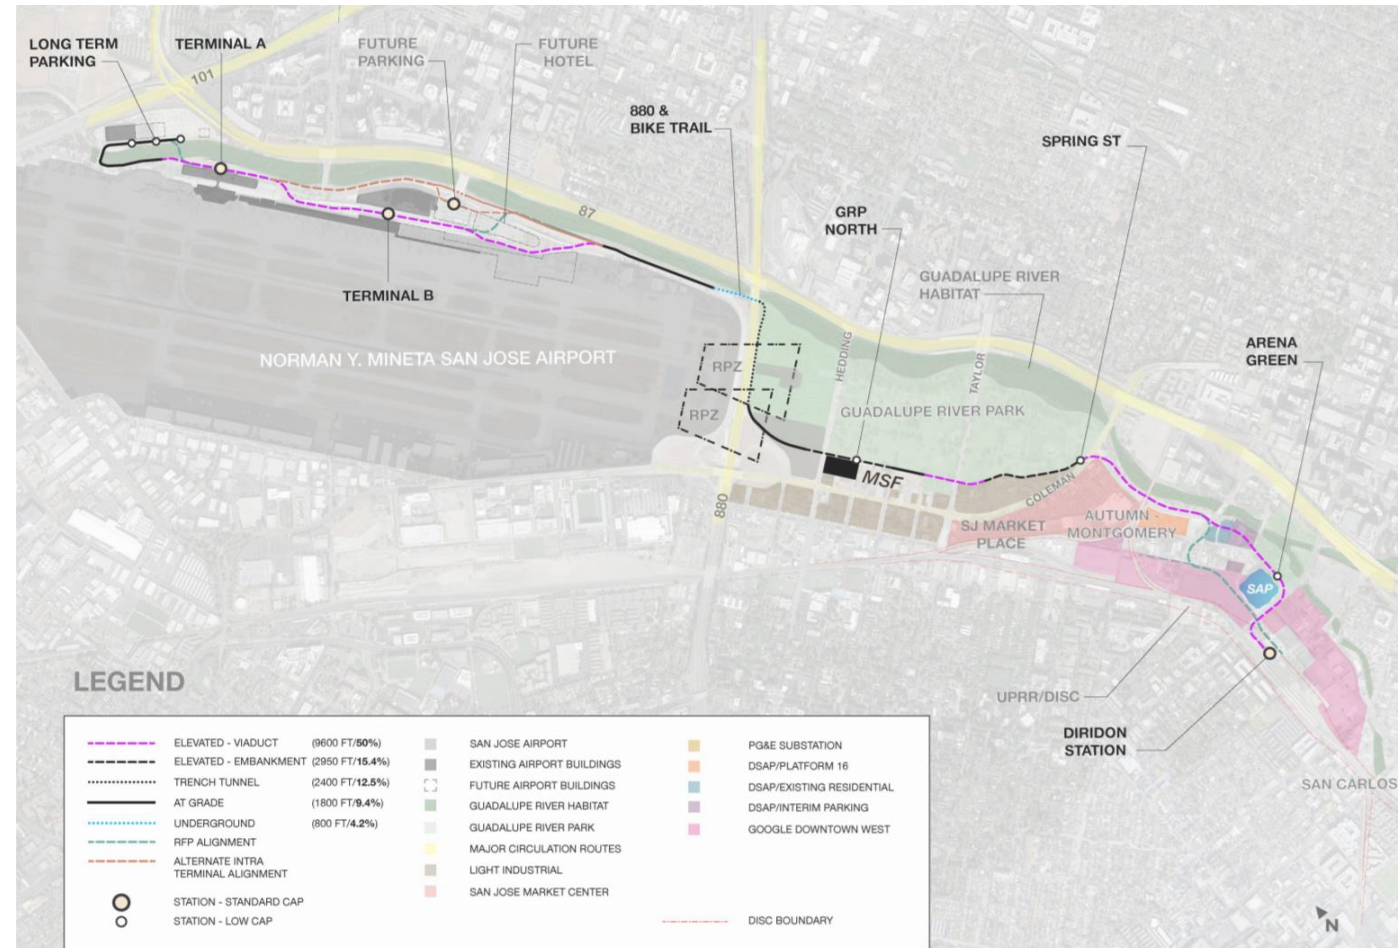 LONG TERM
PARKING
TERMINAL A
FUTURE
PARKING
FUTURE
HOTEL
101
880 &
BIKE TRAIL
SPRING ST
87
GRP
NORTH
GUADALUPE RIVER
HABITAT
TERMINAL B
ARENA
GREEN
NORMAN Y. MINETA SAN JOSE AIRPORT
RPZ
HEDDING
TAYLOR
RPZ
GUADALUPE RIVER PARK
MSF
COLEMAN
880
SJ MARKET
PLACE
AUTUMN -
MONTGOMERY
SAP
UPRR/DISC
DIRIDON
STATION
SAN CARLOS
LEGEND
ELEVATED - VIADUCT (9600 FT/50%)
ELEVATED - EMBANKMENT (2950 FT/15.4%)
TRENCH TUNNEL (2400 FT/12.5%)
AT GRADE (1800 FT/9.4%)
UNDERGROUND (800 FT/4.2%)
RFP ALIGNMENT
ALTERNATE INTRA
TERMINAL ALIGNMENT
STATION - STANDARD CAP
STATION - LOW CAP
SAN JOSE AIRPORT
EXISTING AIRPORT BUILDINGS
FUTURE AIRPORT BUILDINGS
GUADALUPE RIVER HABITAT
GUADALUPE RIVER PARK
MAJOR CIRCULATION ROUTES
LIGHT INDUSTRIAL
SAN JOSE MARKET CENTER
PG&E SUBSTATION
DSAP/PLATFORM 16
DSAP/EXISTING RESIDENTIAL
DSAP/INTERIM PARKING
GOOGLE DOWNTOWN WEST
DISC BOUNDARY
N